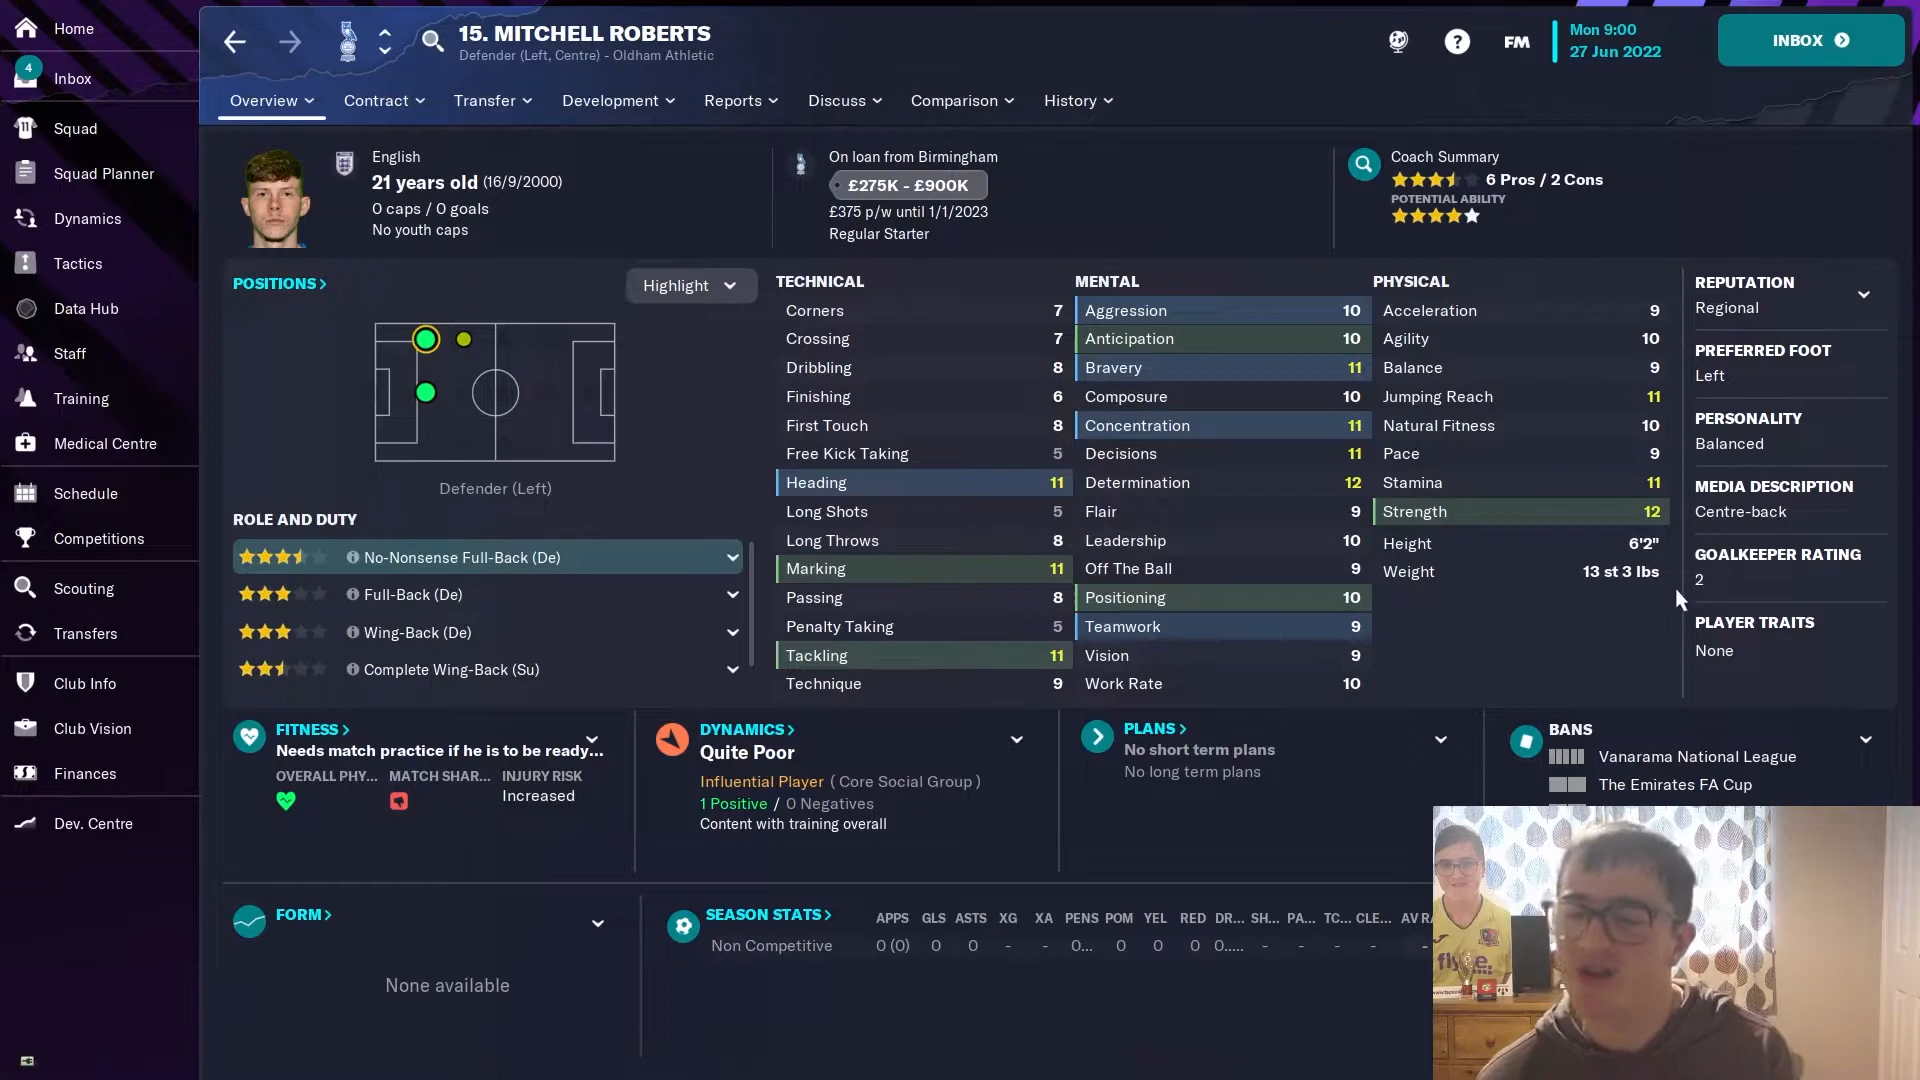 Home
4
Inbox
Squad
Squad Planner
Dynamics
Tactics
Data Hub
Staff
Training
Medical Centre
Schedule
Competitions
Scouting
Transfers
Club Info
Club Vision
Finances
Dev. Centre
15. MITCHELL ROBERTS
Defender (Left, Centre) - Oldham Athletic
FM
Mon 9:00
27 Jun 2022
INBOX
Overview
Contract
Transfer
Development
Reports
Discuss
Comparison
History
English
21 years old (16/9/2000)
0 caps / 0 goals
No youth caps
On loan from Birmingham
£275K - £900K
£375 p/w until 1/1/2023
Regular Starter
Coach Summary
6 Pros / 2 Cons
POTENTIAL ABILITY
POSITIONS
Highlight
Defender (Left)
ROLE AND DUTY
No-Nonsense Full-Back (De)
Full-Back (De)
Wing-Back (De)
Complete Wing-Back (Su)
TECHNICAL
Corners 7
Crossing 7
Dribbling 8
Finishing 6
First Touch 8
Free Kick Taking 5
Heading 11
Long Shots 5
Long Throws 8
Marking 11
Passing 8
Penalty Taking 5
Tackling 11
Technique 9
MENTAL
Aggression 10
Anticipation 10
Bravery 11
Composure 10
Concentration 11
Decisions 11
Determination 12
Flair 9
Leadership 10
Off The Ball 9
Positioning 10
Teamwork 9
Vision 9
Work Rate 10
PHYSICAL
Acceleration 9
Agility 10
Balance 9
Jumping Reach 11
Natural Fitness 10
Pace 9
Stamina 11
Strength 12
Height 6'2"
Weight 13 st 3 lbs
REPUTATION
Regional
PREFERRED FOOT
Left
PERSONALITY
Balanced
MEDIA DESCRIPTION
Centre-back
GOALKEEPER RATING
2
PLAYER TRAITS
None
FITNESS
Needs match practice if he is to be ready...
OVERALL PHY... MATCH SHAR... INJURY RISK
Increased
DYNAMICS
Quite Poor
Influential Player ( Core Social Group )
1 Positive / 0 Negatives
Content with training overall
PLANS
No short term plans
No long term plans
BANS
Vanarama National League
The Emirates FA Cup
FORM
None available
SEASON STATS APPS GLS ASTS XG XA PENS POM YEL RED DR... SH... PA... TC... CLE... AV R
Non Competitive 0 (0) 0 0 - - 0... 0 0 0 0..... - - - - -